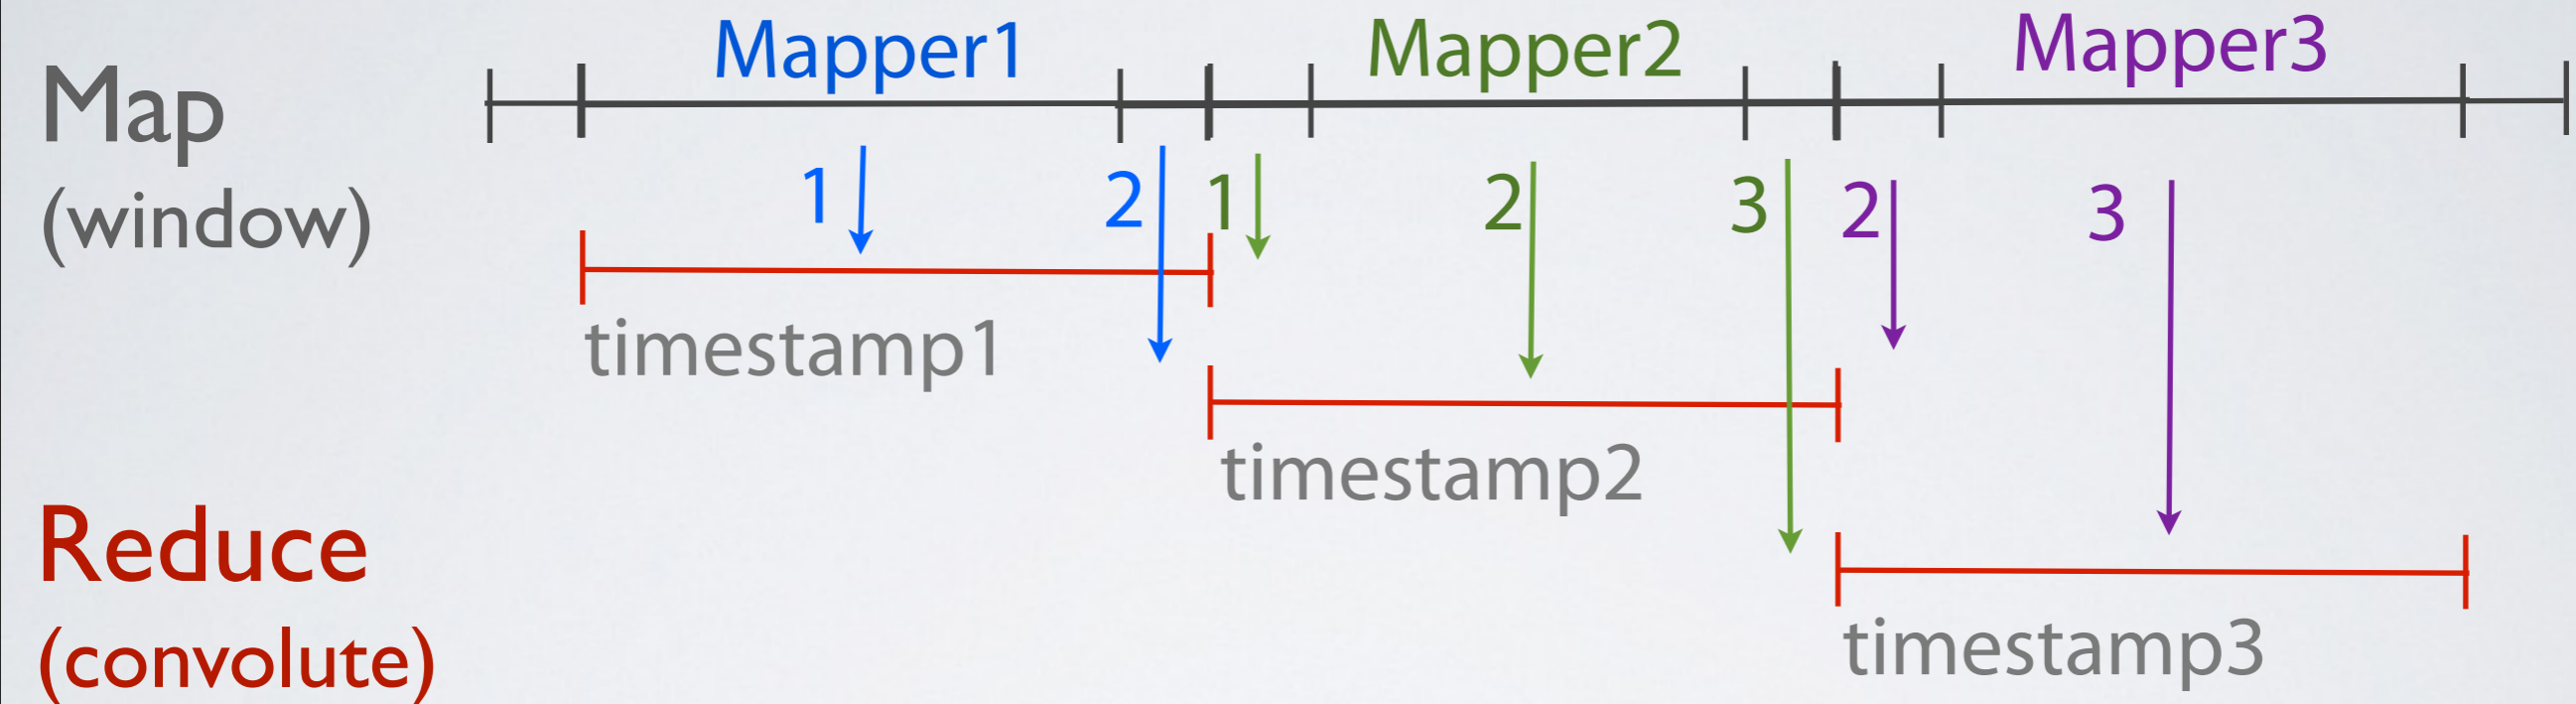 Mapper1 Mapper2 Mapper3
Map
(window)
1 2 1 2 3 2 3
timestamp1
timestamp2
Reduce
(convolute)
timestamp3